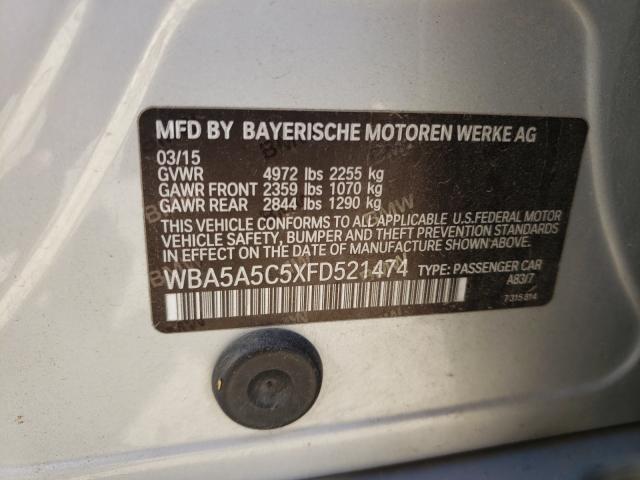 MFD BY BAYERISCHE MOTOREN WERKE AG
03/15
GVWR 4972 lbs 2255 kg
GAWR FRONT 2359 lbs 1070 kg
GAWR REAR 2844 lbs 1290 kg
THIS VEHICLE CONFORMS TO ALL APPLICABLE U.S.FEDERAL MOTOR
VEHICLE SAFETY, BUMPER AND THEFT PREVENTION STANDARDS
IN EFFECT ON THE DATE OF MANUFACTURE SHOWN ABOVE.
WBA5A5C5XFD521474 TYPE: PASSENGER CAR
A83/7
7315814